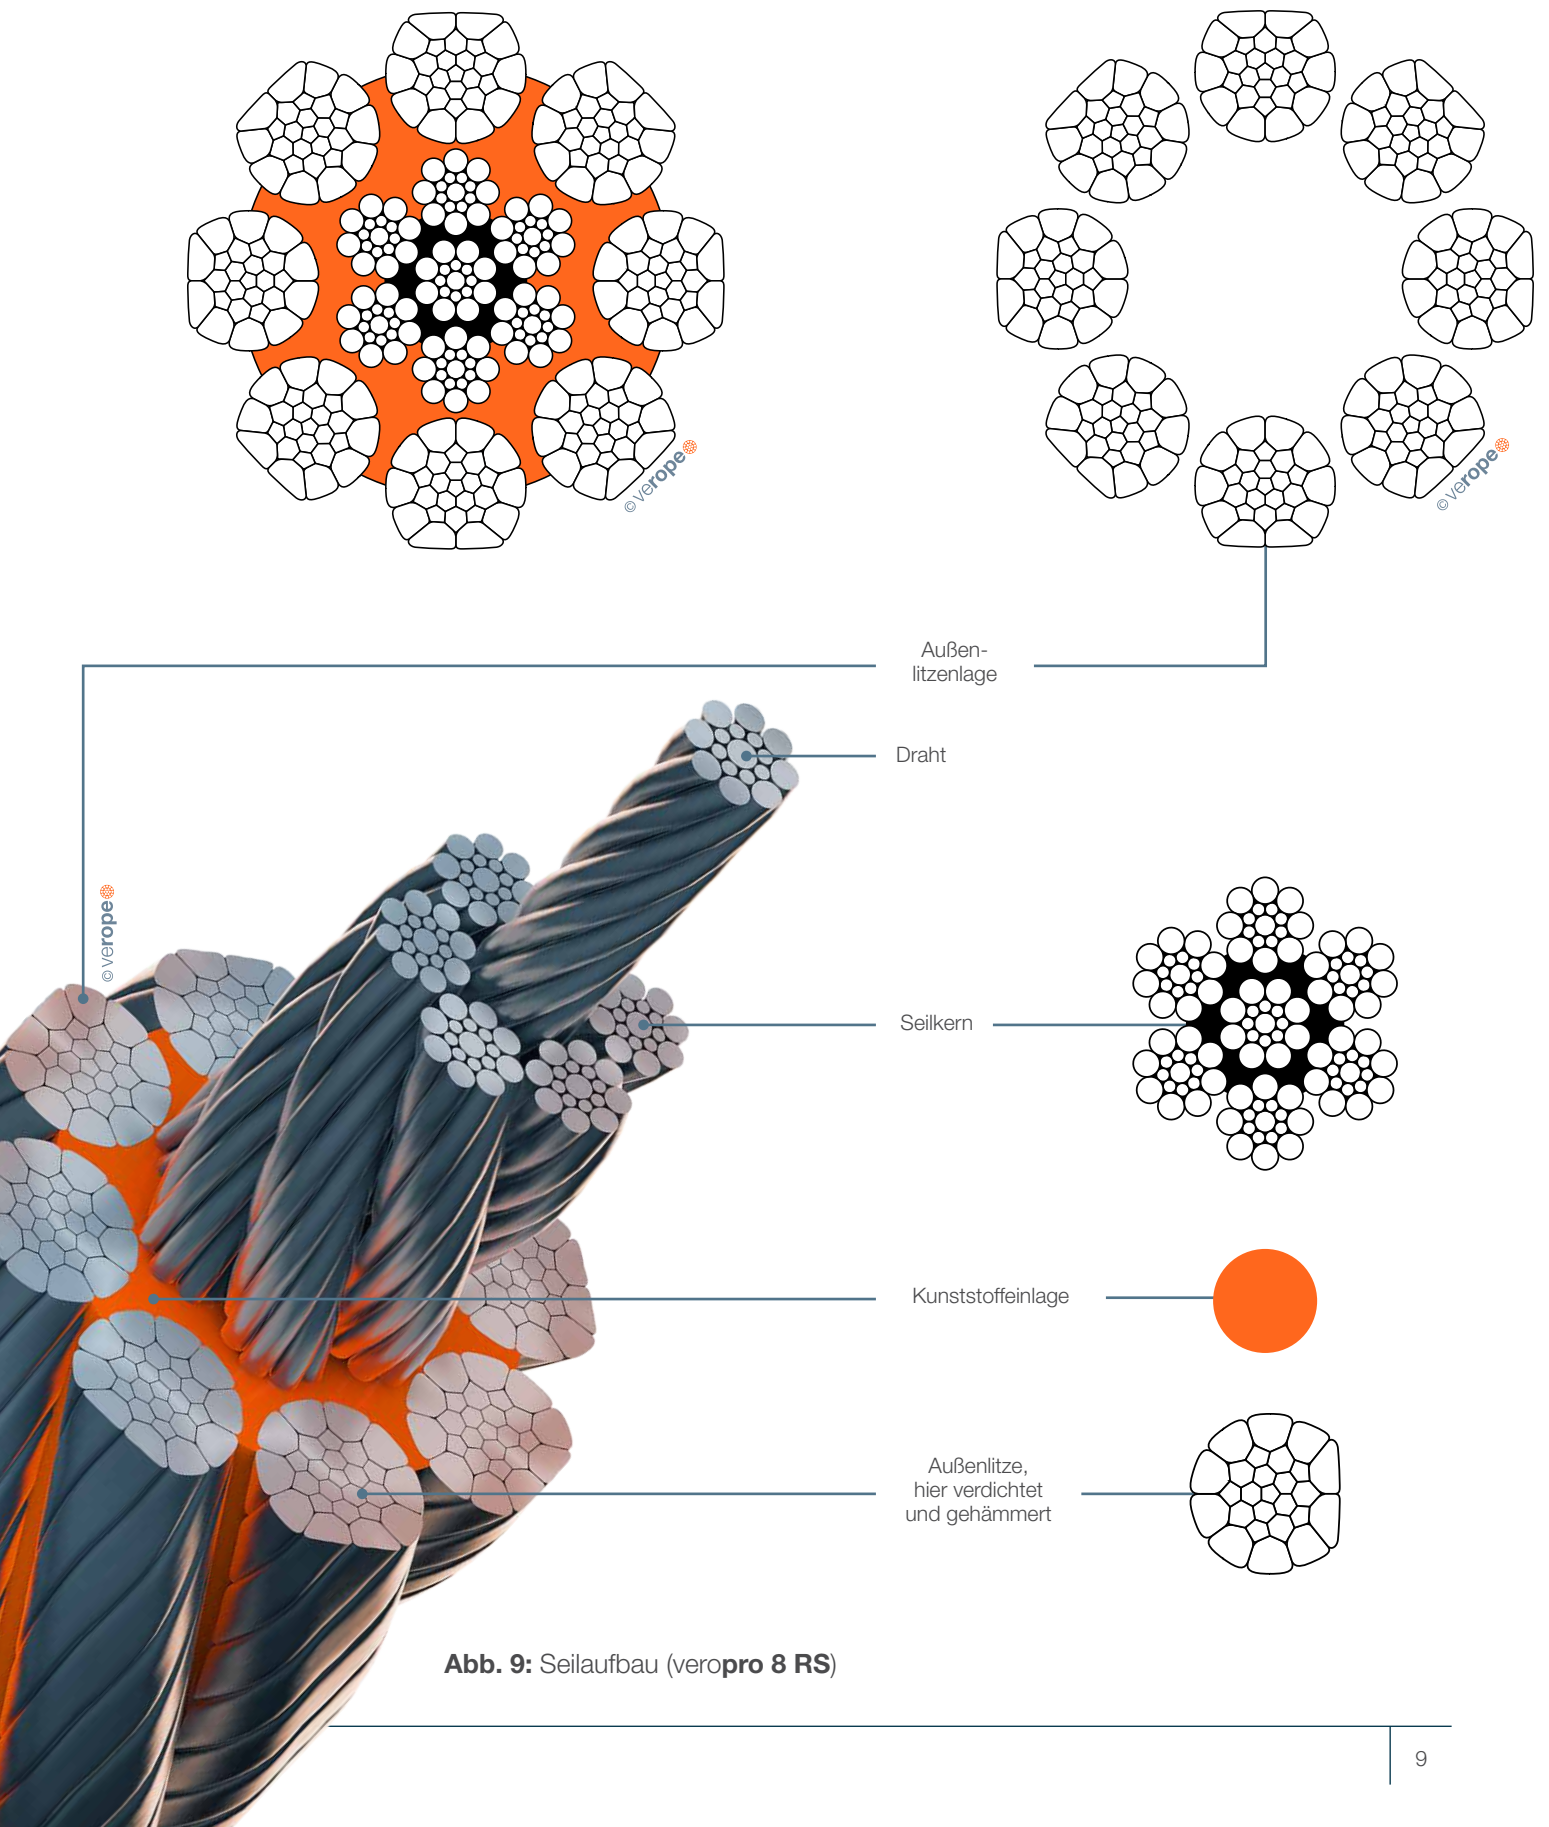 © verope
© verope
Außen-
litzenlage
Draht
© verope
Seilkern
Kunststoffeinlage
Außenlitze,
hier verdichtet
und gehämmert
Abb. 9: Seilaufbau (veropro 8 RS)
9